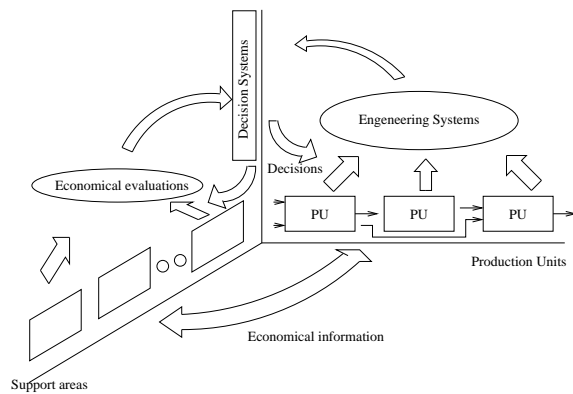 Decision Systems
Engeneering Systems
Decisions
Economical evaluations
PU
PU
PU
Production Units
Economical information
Support areas